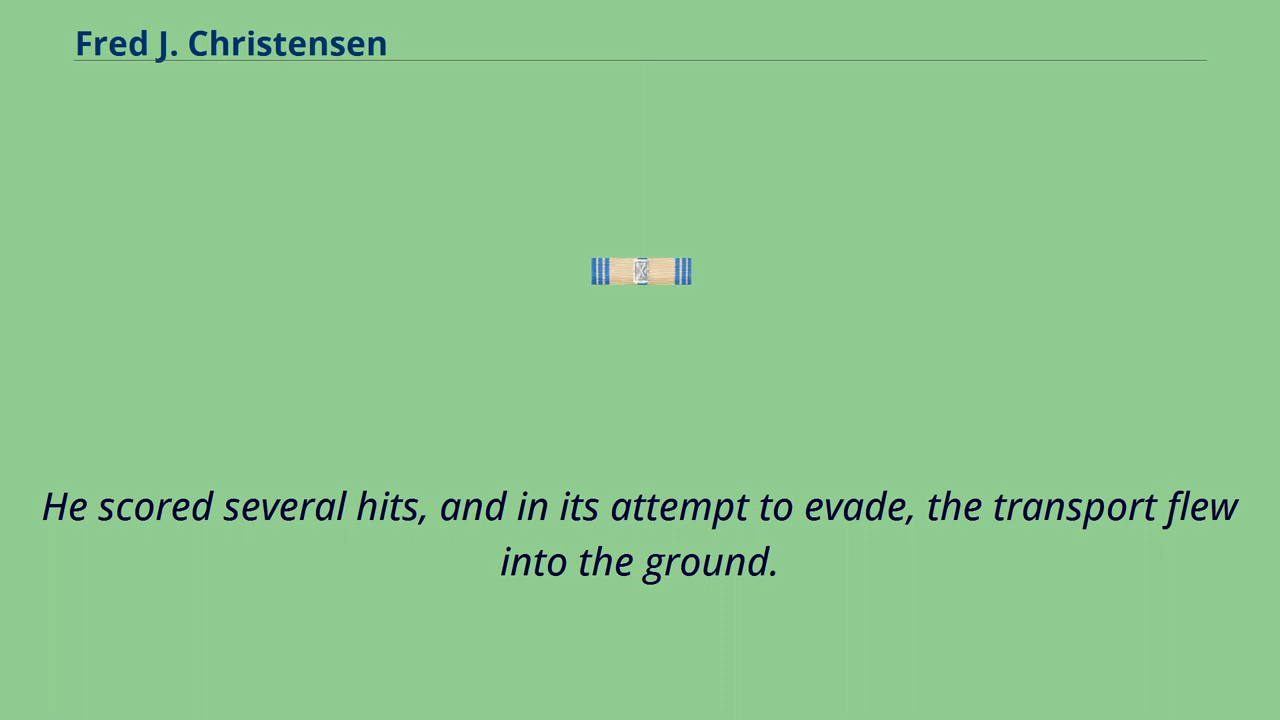 Fred J. Christensen
He scored several hits, and in its attempt to evade, the transport flew
into the ground.